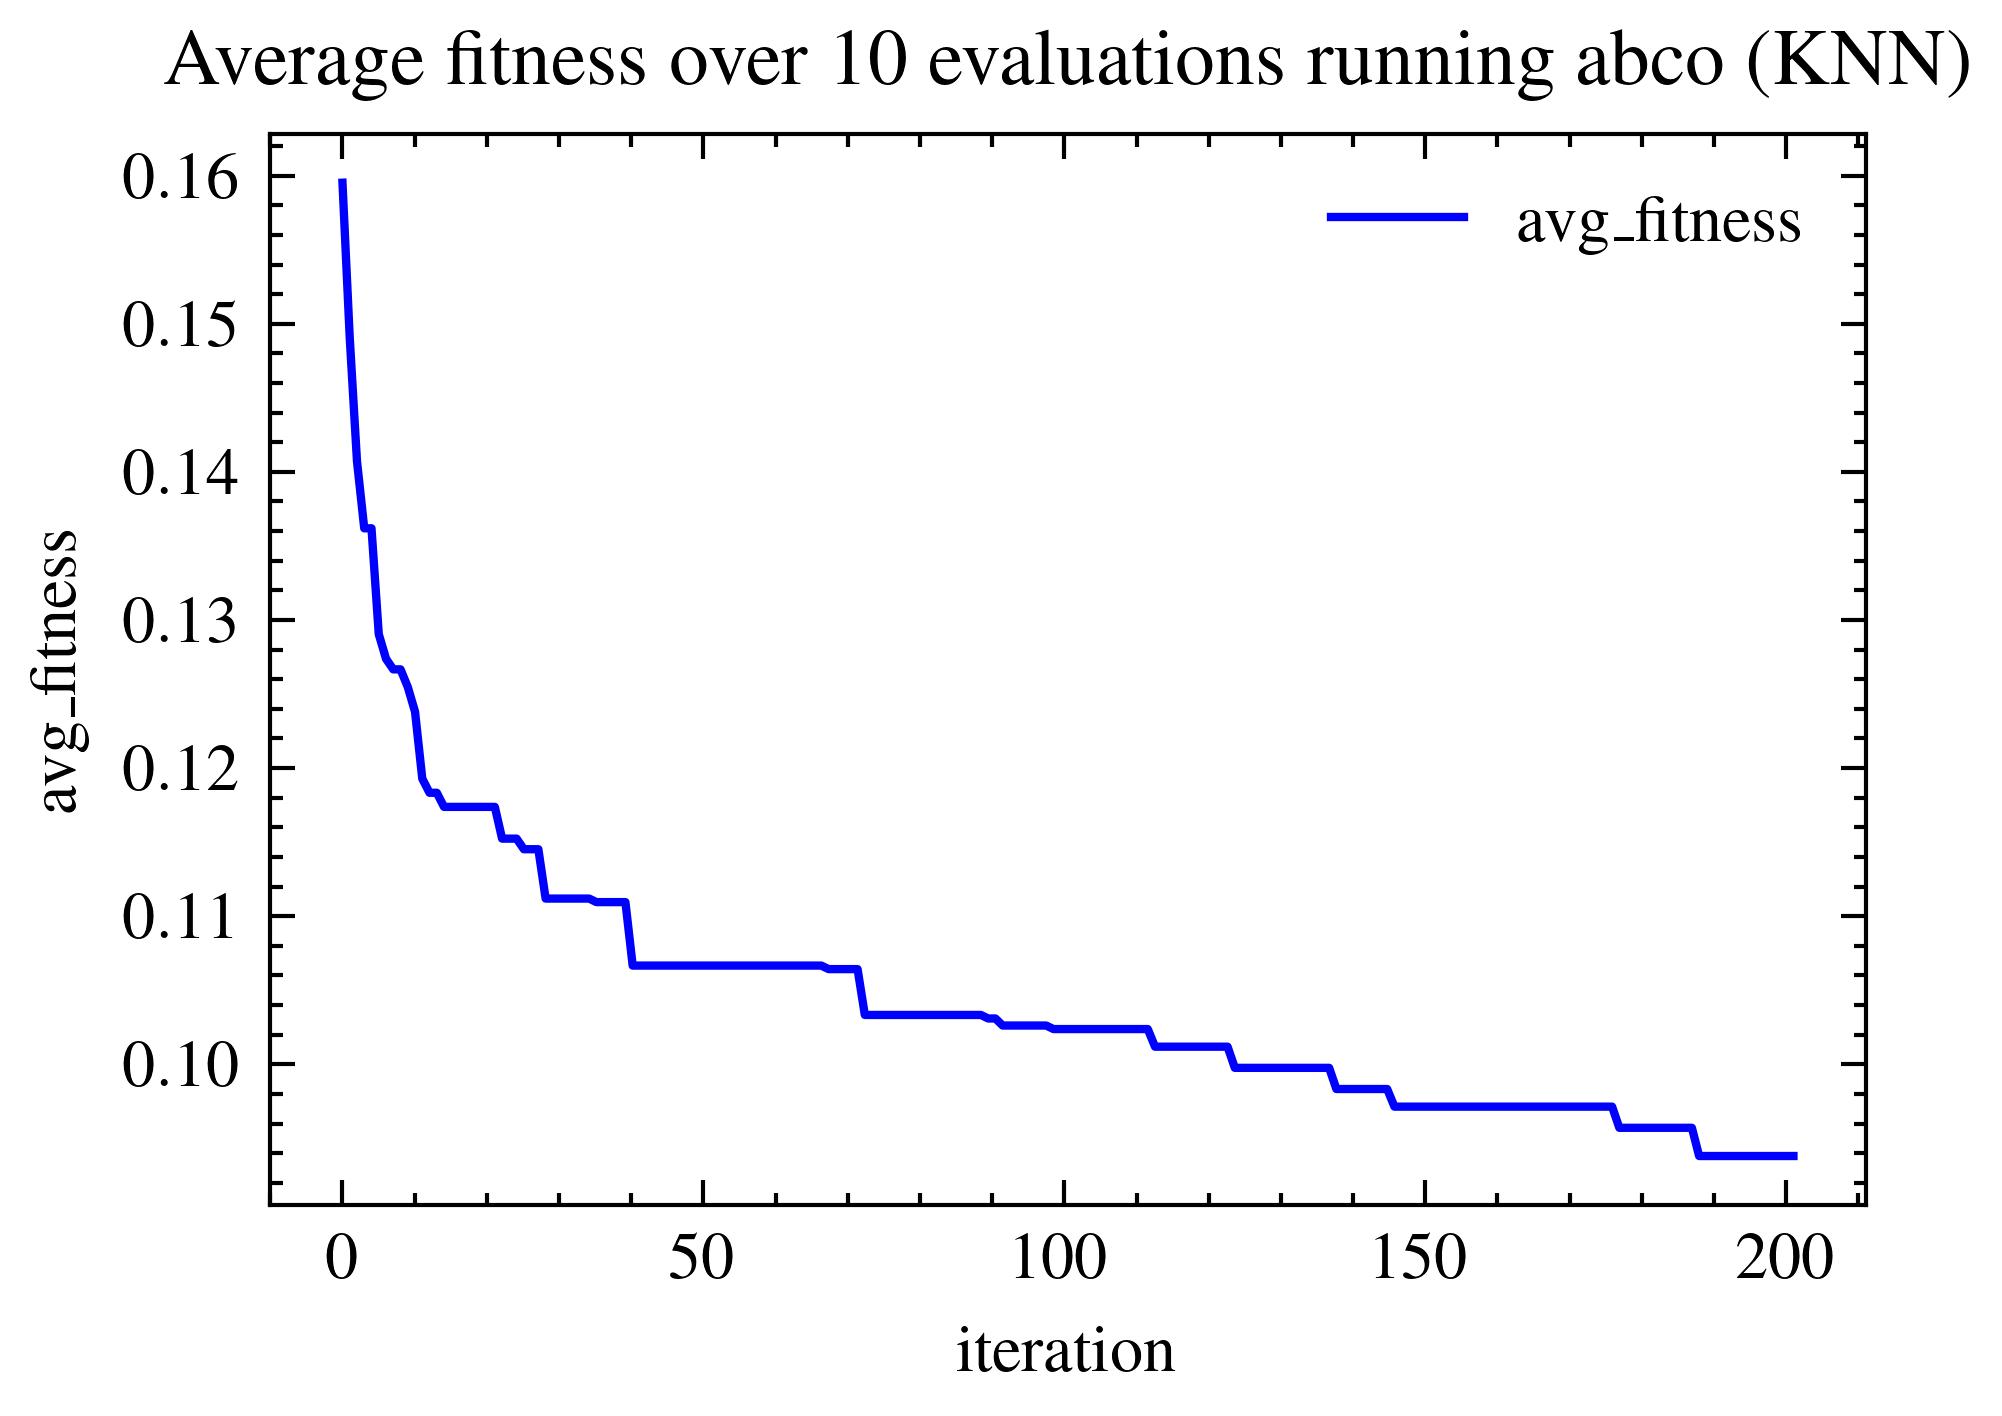 Average fitness over 10 evaluations running abco (KNN)
avg_fitness
0.16
0.15
0.14
0.13
0.12
0.11
0.10
avg_fitness
0 50 100 150 200
iteration